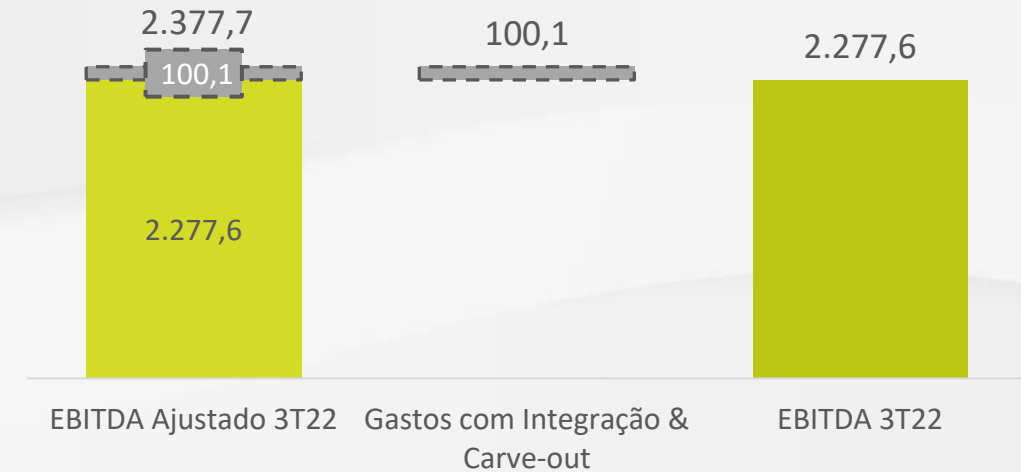 2.377,7
100,1
2.277,6
100,1
2.277,6
EBITDA Ajustado 3T22
Gastos com Integração &
Carve-out
EBITDA 3T22